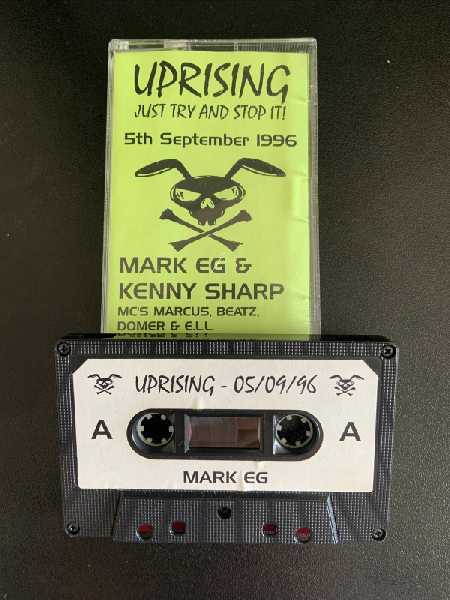 UPRISING
JUST TRY AND STOP IT!
5th September 1996
MARK EG &
KENNY SHARP
MC'S MARCUS, BEATZ,
DOMER & E.L.L.
UPRISING - 05/09/96
A
A
MARK EG